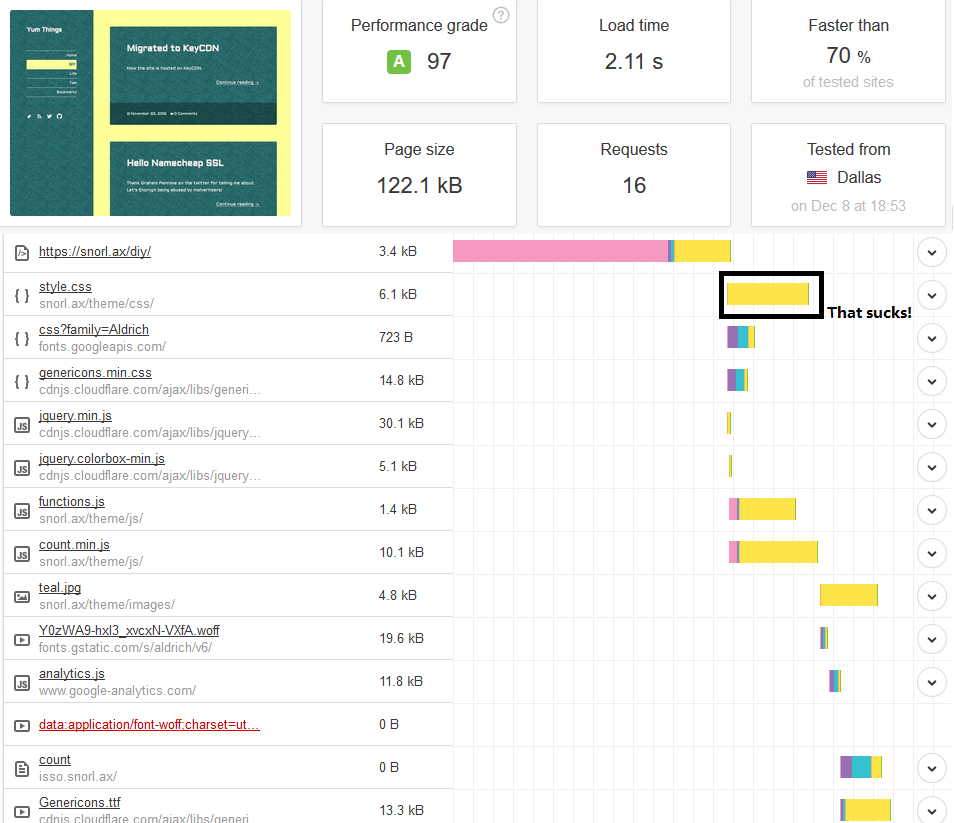 Yum Things
Home
DIY
Life
Talk
Bookmarks
Migrated to KeyCDN
Now the site is hosted on KeyCDN.
Continue reading →
November 22, 2016 0 Comments
Hello Namecheap SSL
Thank Graham Penrose on the twitter for telling me about
Let's Encrypt being abused by malvertisers!
Continue reading →
Performance grade ?
A 97
Load time
2.11 s
Faster than
70 %
of tested sites
Page size
122.1 kB
Requests
16
Tested from
Dallas
on Dec 8 at 18:53
https://snorl.ax/diy/ 3.4 kB
style.css
snorl.ax/theme/css/
6.1 kB
That sucks!
css?family=Aldrich
fonts.googleapis.com/
723 B
genericons.min.css
cdnjs.cloudflare.com/ajax/libs/generi…
14.8 kB
jquery.min.js
cdnjs.cloudflare.com/ajax/libs/jquery…
30.1 kB
jquery.colorbox-min.js
cdnjs.cloudflare.com/ajax/libs/jquery…
5.1 kB
functions.js
snorl.ax/theme/js/
1.4 kB
count.min.js
snorl.ax/theme/js/
10.1 kB
teal.jpg
snorl.ax/theme/images/
4.8 kB
Y0zWA9-hxI3_xvcxN-VXfA.woff
fonts.gstatic.com/s/aldrich/v6/
19.6 kB
analytics.js
www.google-analytics.com/
11.8 kB
data:application/font-woff;charset=ut…
0 B
count
isso.snorl.ax/
0 B
Genericons.ttf
cdnjs.cloudflare.com/ajax/libs/generi
13.3 kB